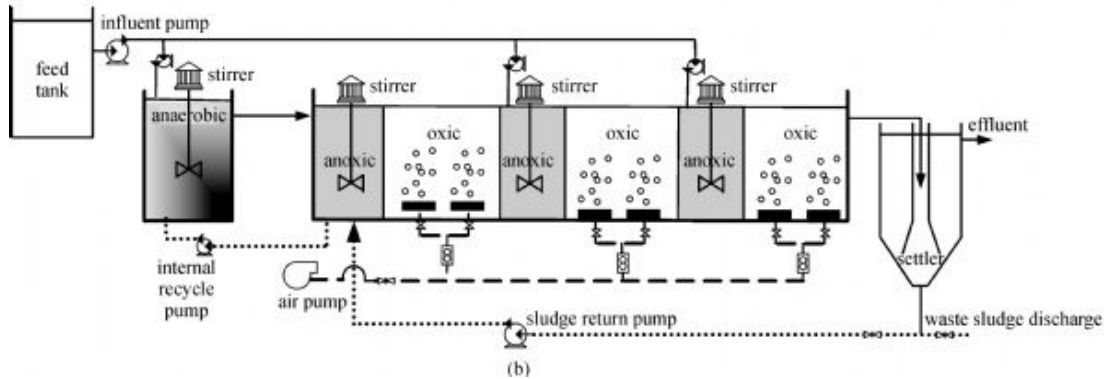 influent pump
feed
tank
stirrer
anaerobic
stirrer
stirrer
stirrer
oxic
oxic
oxic
effluent
anoxic
anoxic
anoxic
settler
internal
recycle
pump
air pump
sludge return pump
waste sludge discharge
(b)